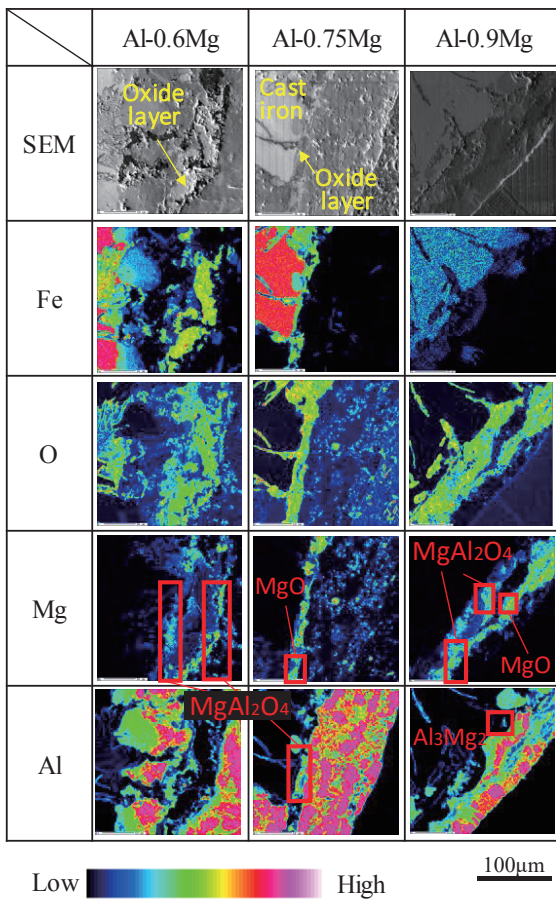 Al-0.6Mg Al-0.75Mg Al-0.9Mg
SEM
Oxide
layer
Cast
iron
Oxide
layer
Fe
O
Mg
MgO
MgAl₂O₄
MgO
MgAl₂O₄
Al
Al₃Mg₂
Low High
100μm